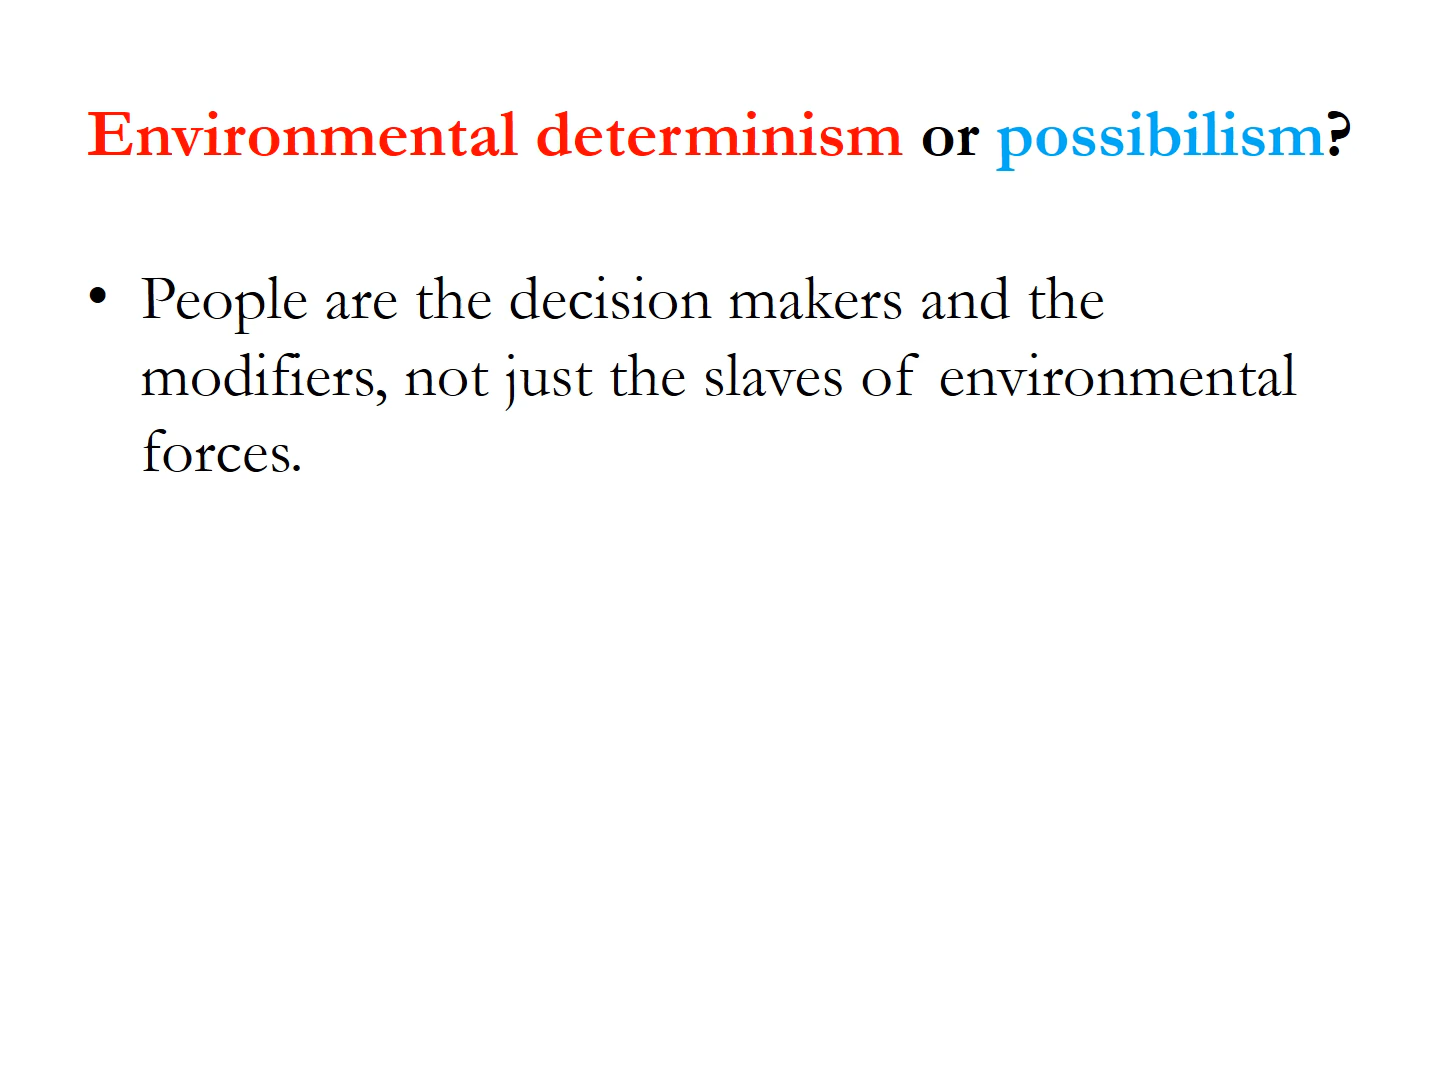 Environmental determinism or possibilism?
• People are the decision makers and the
modifiers, not just the slaves of environmental
forces.